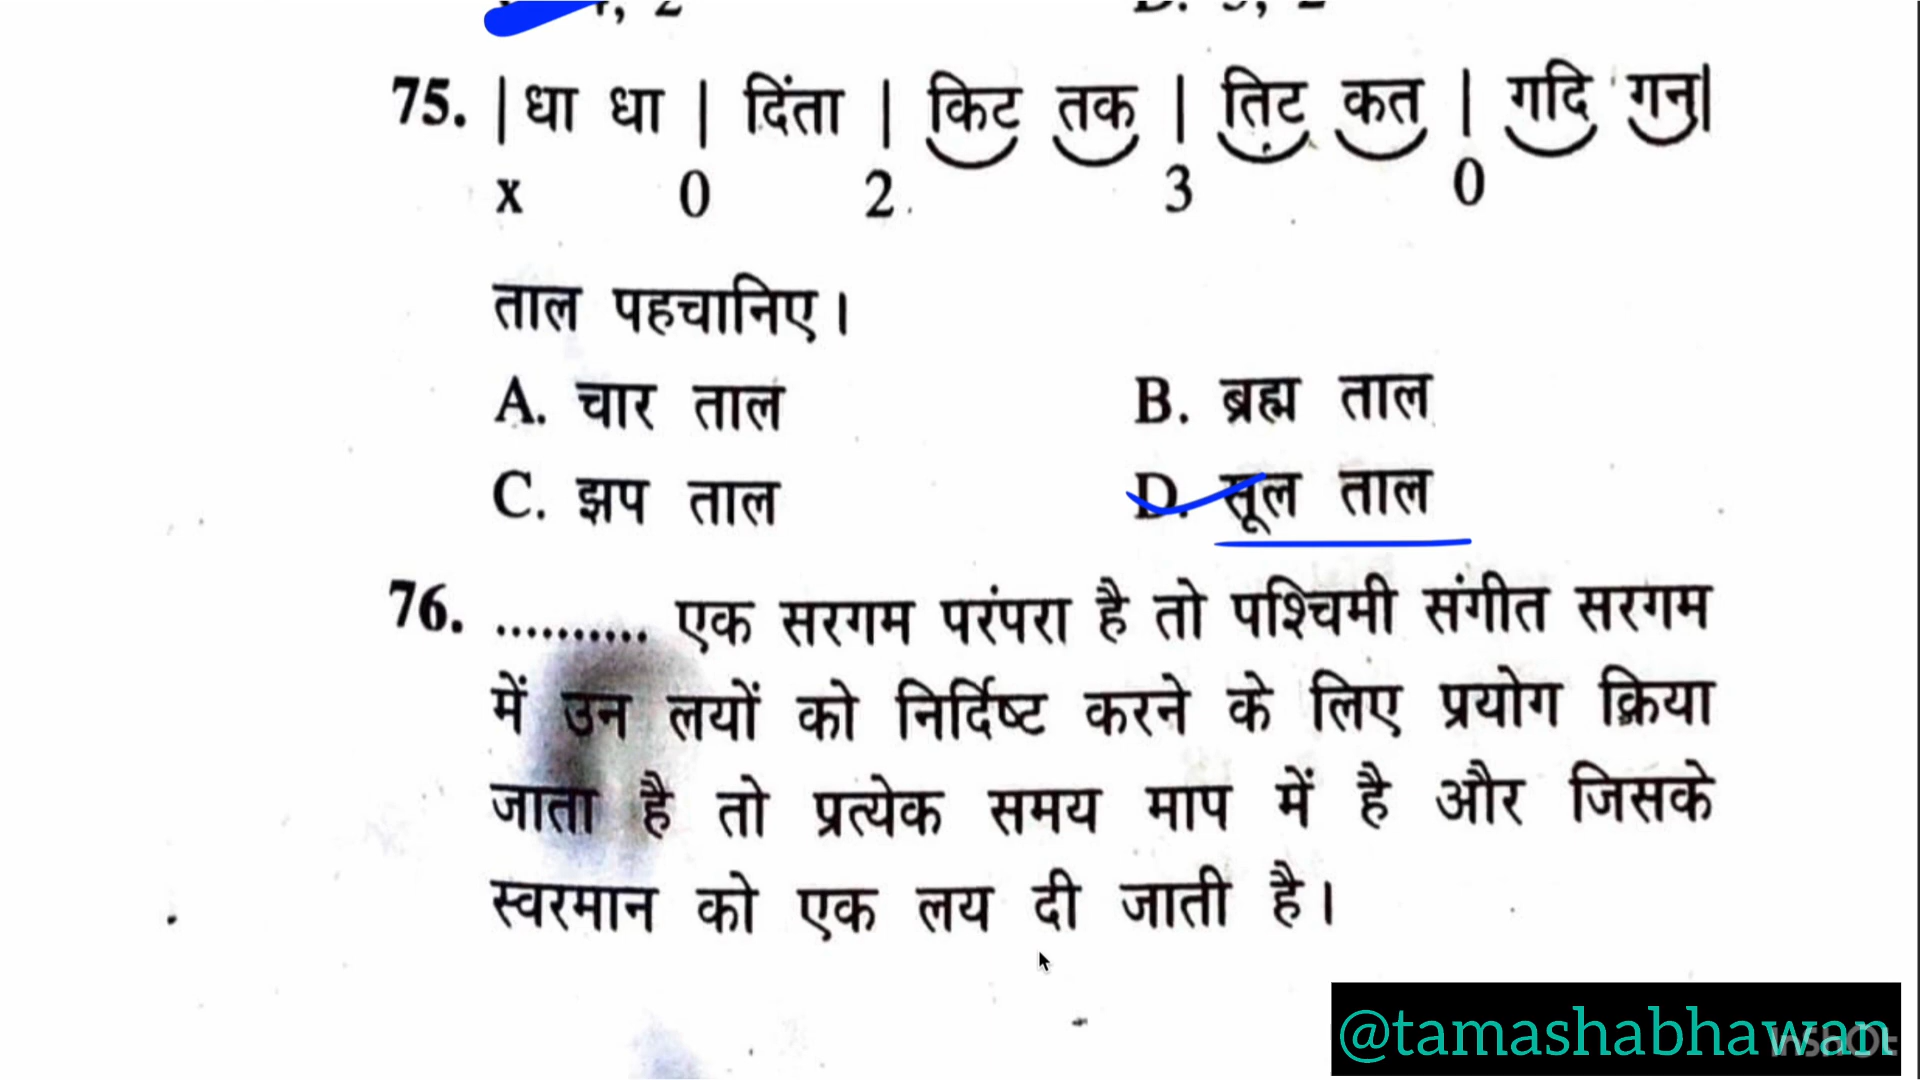 75. | धा धा | दिंता | किट तक | तिट कत | गदि गन |
x 0 2 3 0
ताल पहचानिए।
A. चार ताल B. ब्रह्म ताल
C. झप ताल D. सूल ताल
76. .......... एक सरगम परंपरा है तो पश्चिमी संगीत सरगम
में उन लयों को निर्दिष्ट करने के लिए प्रयोग क्रिया
जाता है तो प्रत्येक समय माप में है और जिसके
स्वरमान को एक लय दी जाती है।
@tamashabhawan
InShOt